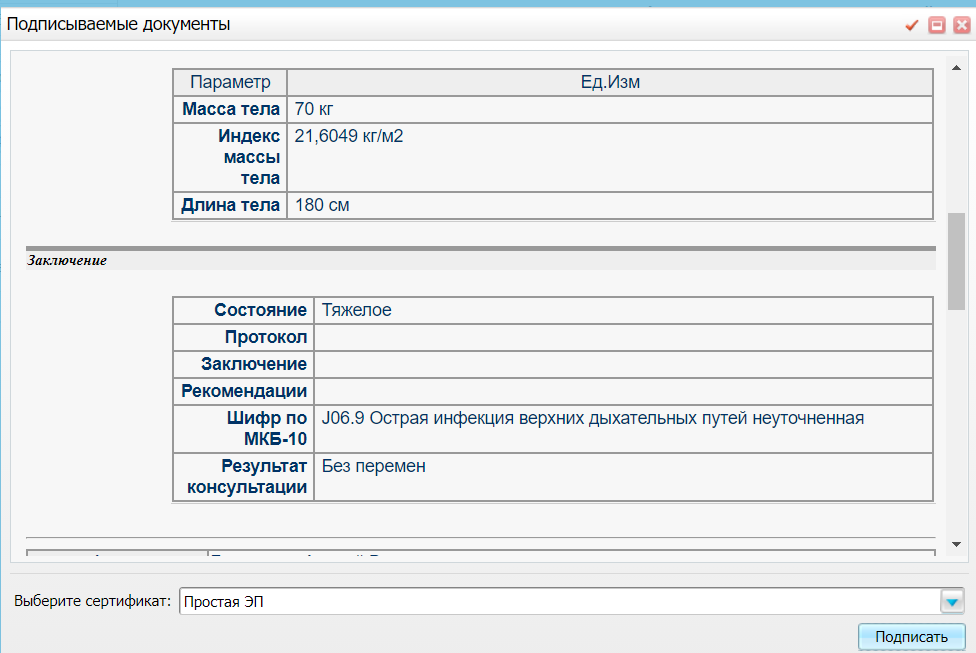 Подписываемые документы
Параметр Ед.Изм
Масса тела 70 кг
Индекс 21,6049 кг/м2
массы
тела
Длина тела 180 см
Заключение
Состояние Тяжелое
Протокол
Заключение
Рекомендации
Шифр по J06.9 Острая инфекция верхних дыхательных путей неуточненная
МКБ-10
Результат Без перемен
консультации
Выберите сертификат: Простая ЭП
Подписать